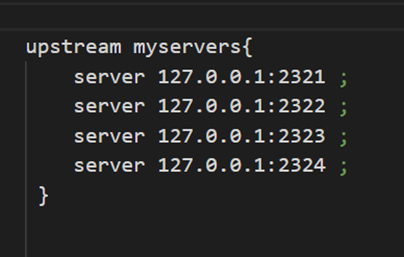 upstream myservers{
server 127.0.0.1:2321 ;
server 127.0.0.1:2322 ;
server 127.0.0.1:2323 ;
server 127.0.0.1:2324 ;
}